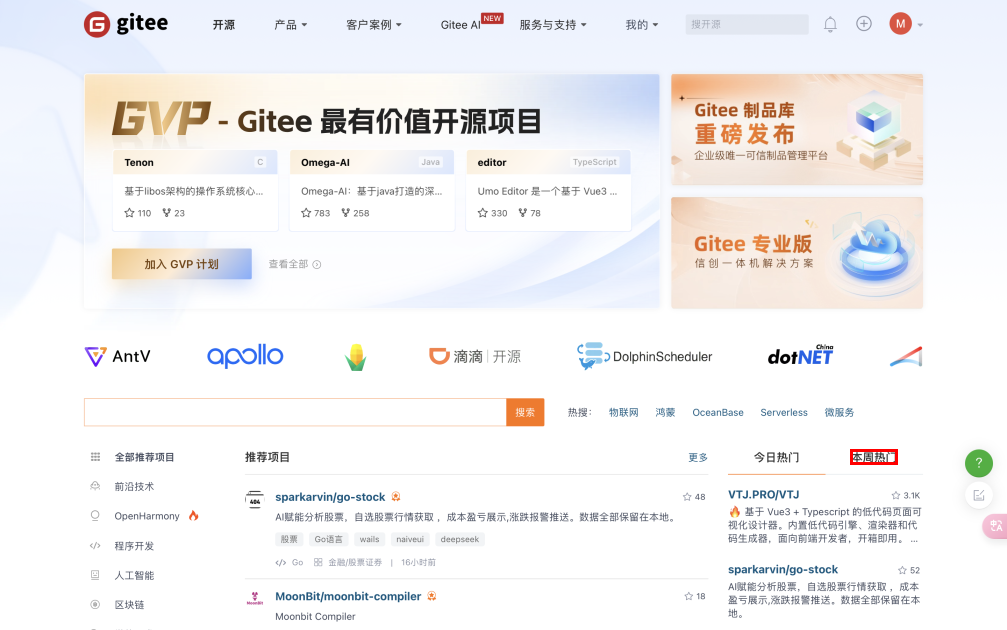 gitee
开源
产品
客户案例
Gitee AI
NEW
服务与支持
我的
搜开源
M
GVP - Gitee 最有价值开源项目
Tenon
C
基于libos架构的操作系统核心...
110 23
Omega-AI
Java
Omega-AI：基于java打造的深...
783 258
editor
TypeScript
Umo Editor 是一个基于 Vue3 ...
330 78
加入 GVP 计划
查看全部
Gitee 制品库
重磅发布
企业级唯一可信制品管理平台
Gitee 专业版
信创一体机解决方案
AntV
apollo
滴滴|开源
DolphinScheduler
dotNET
China
搜索
热搜：
物联网
鸿蒙
OceanBase
Serverless
微服务
全部推荐项目
前沿技术
OpenHarmony
程序开发
人工智能
区块链
推荐项目
更多
404
sparkarvin/go-stock
48
AI赋能分析股票，自选股票行情获取 ，成本盈亏展示,涨跌报警推送。数据全部保留在本地。
股票
Go语言
wails
naiveui
deepseek
</> Go
金融/股票证券 | 16小时前
MoonBit
MoonBit/moonbit-compiler
18
Moonbit Compiler
今日热门
本周热门
VTJ.PRO/VTJ
3.1K
基于 Vue3 + Typescript 的低代码页面可
视化设计器。内置低代码引擎、渲染器和代
码生成器，面向前端开发者，开箱即用。 ...
sparkarvin/go-stock
52
AI赋能分析股票，自选股票行情获取 ，成本
盈亏展示,涨跌报警推送。数据全部保留在本
地。
?